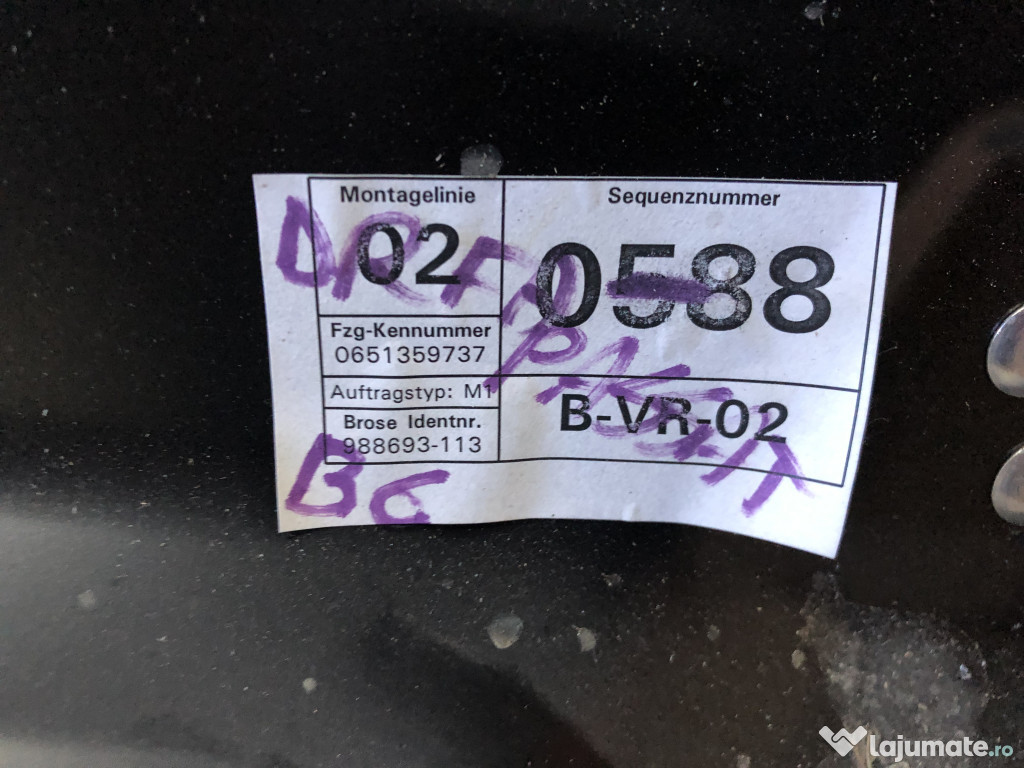 Montagelinie
02
Sequenznummer
0588
Fzg-Kennummer
0651359737
Auftragstyp: M1
Brose Identnr.
988693-113
B-VR-02
lajumate.ro